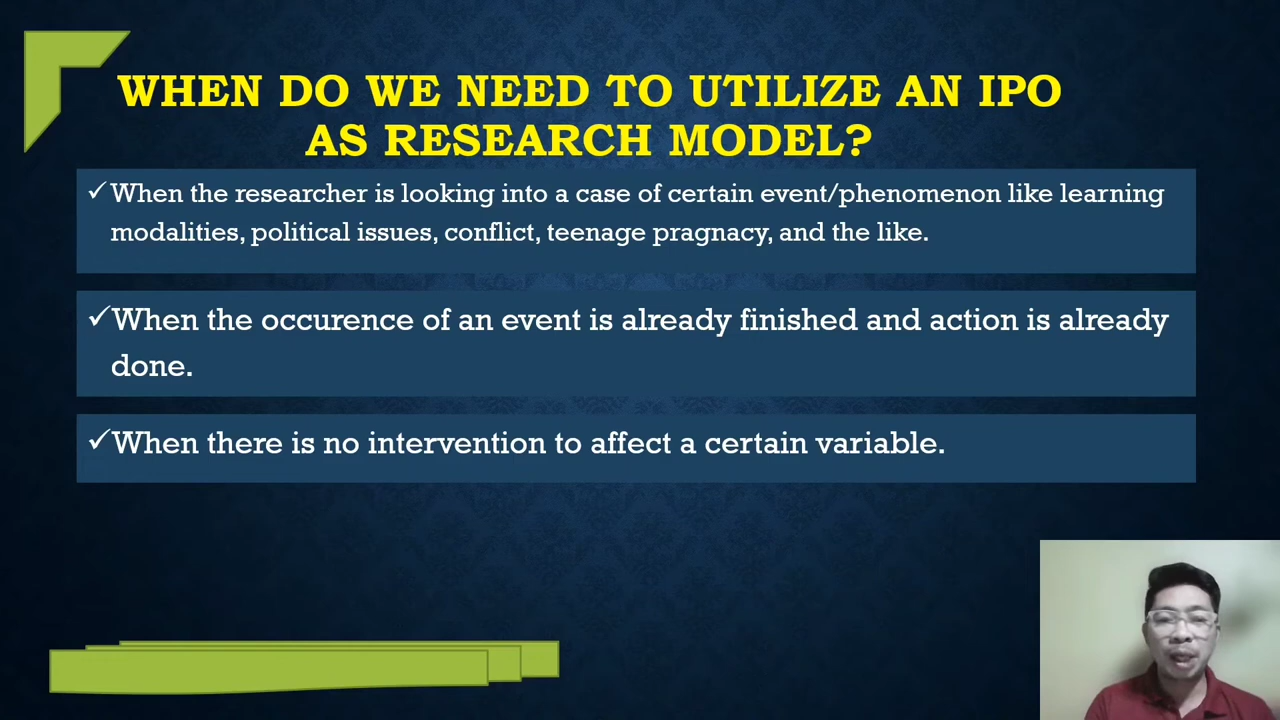 WHEN DO WE NEED TO UTILIZE AN IPO
AS RESEARCH MODEL?
✓When the researcher is looking into a case of certain event/phenomenon like learning
modalities, political issues, conflict, teenage pragnacy, and the like.
✓When the occurence of an event is already finished and action is already
done.
✓When there is no intervention to affect a certain variable.